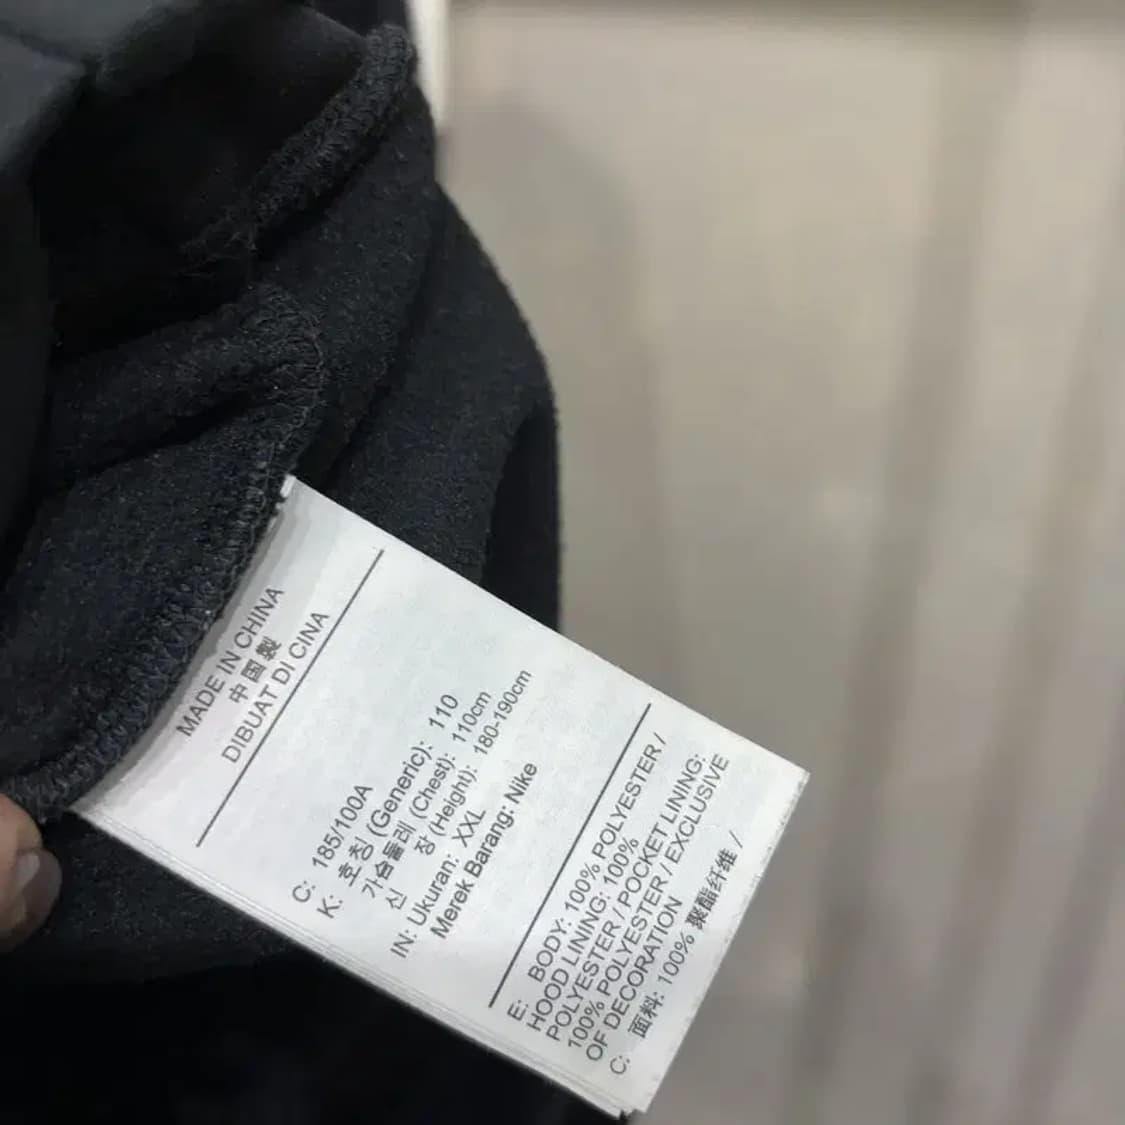 MADE IN CHINA
中国製
DIBUAT DI CINA
C: 185/100A
K: 호칭 (Generic): 110
가슴둘레 (Chest): 110cm
신 장 (Height): 180-190cm
IN: Ukuran: XXL
Merek Barang: Nike
E: BODY: 100% POLYESTER /
HOOD LINING: 100%
POLYESTER / POCKET LINING:
100% POLYESTER / EXCLUSIVE
OF DECORATION
C: 面料: 100% 聚酯纤维 /